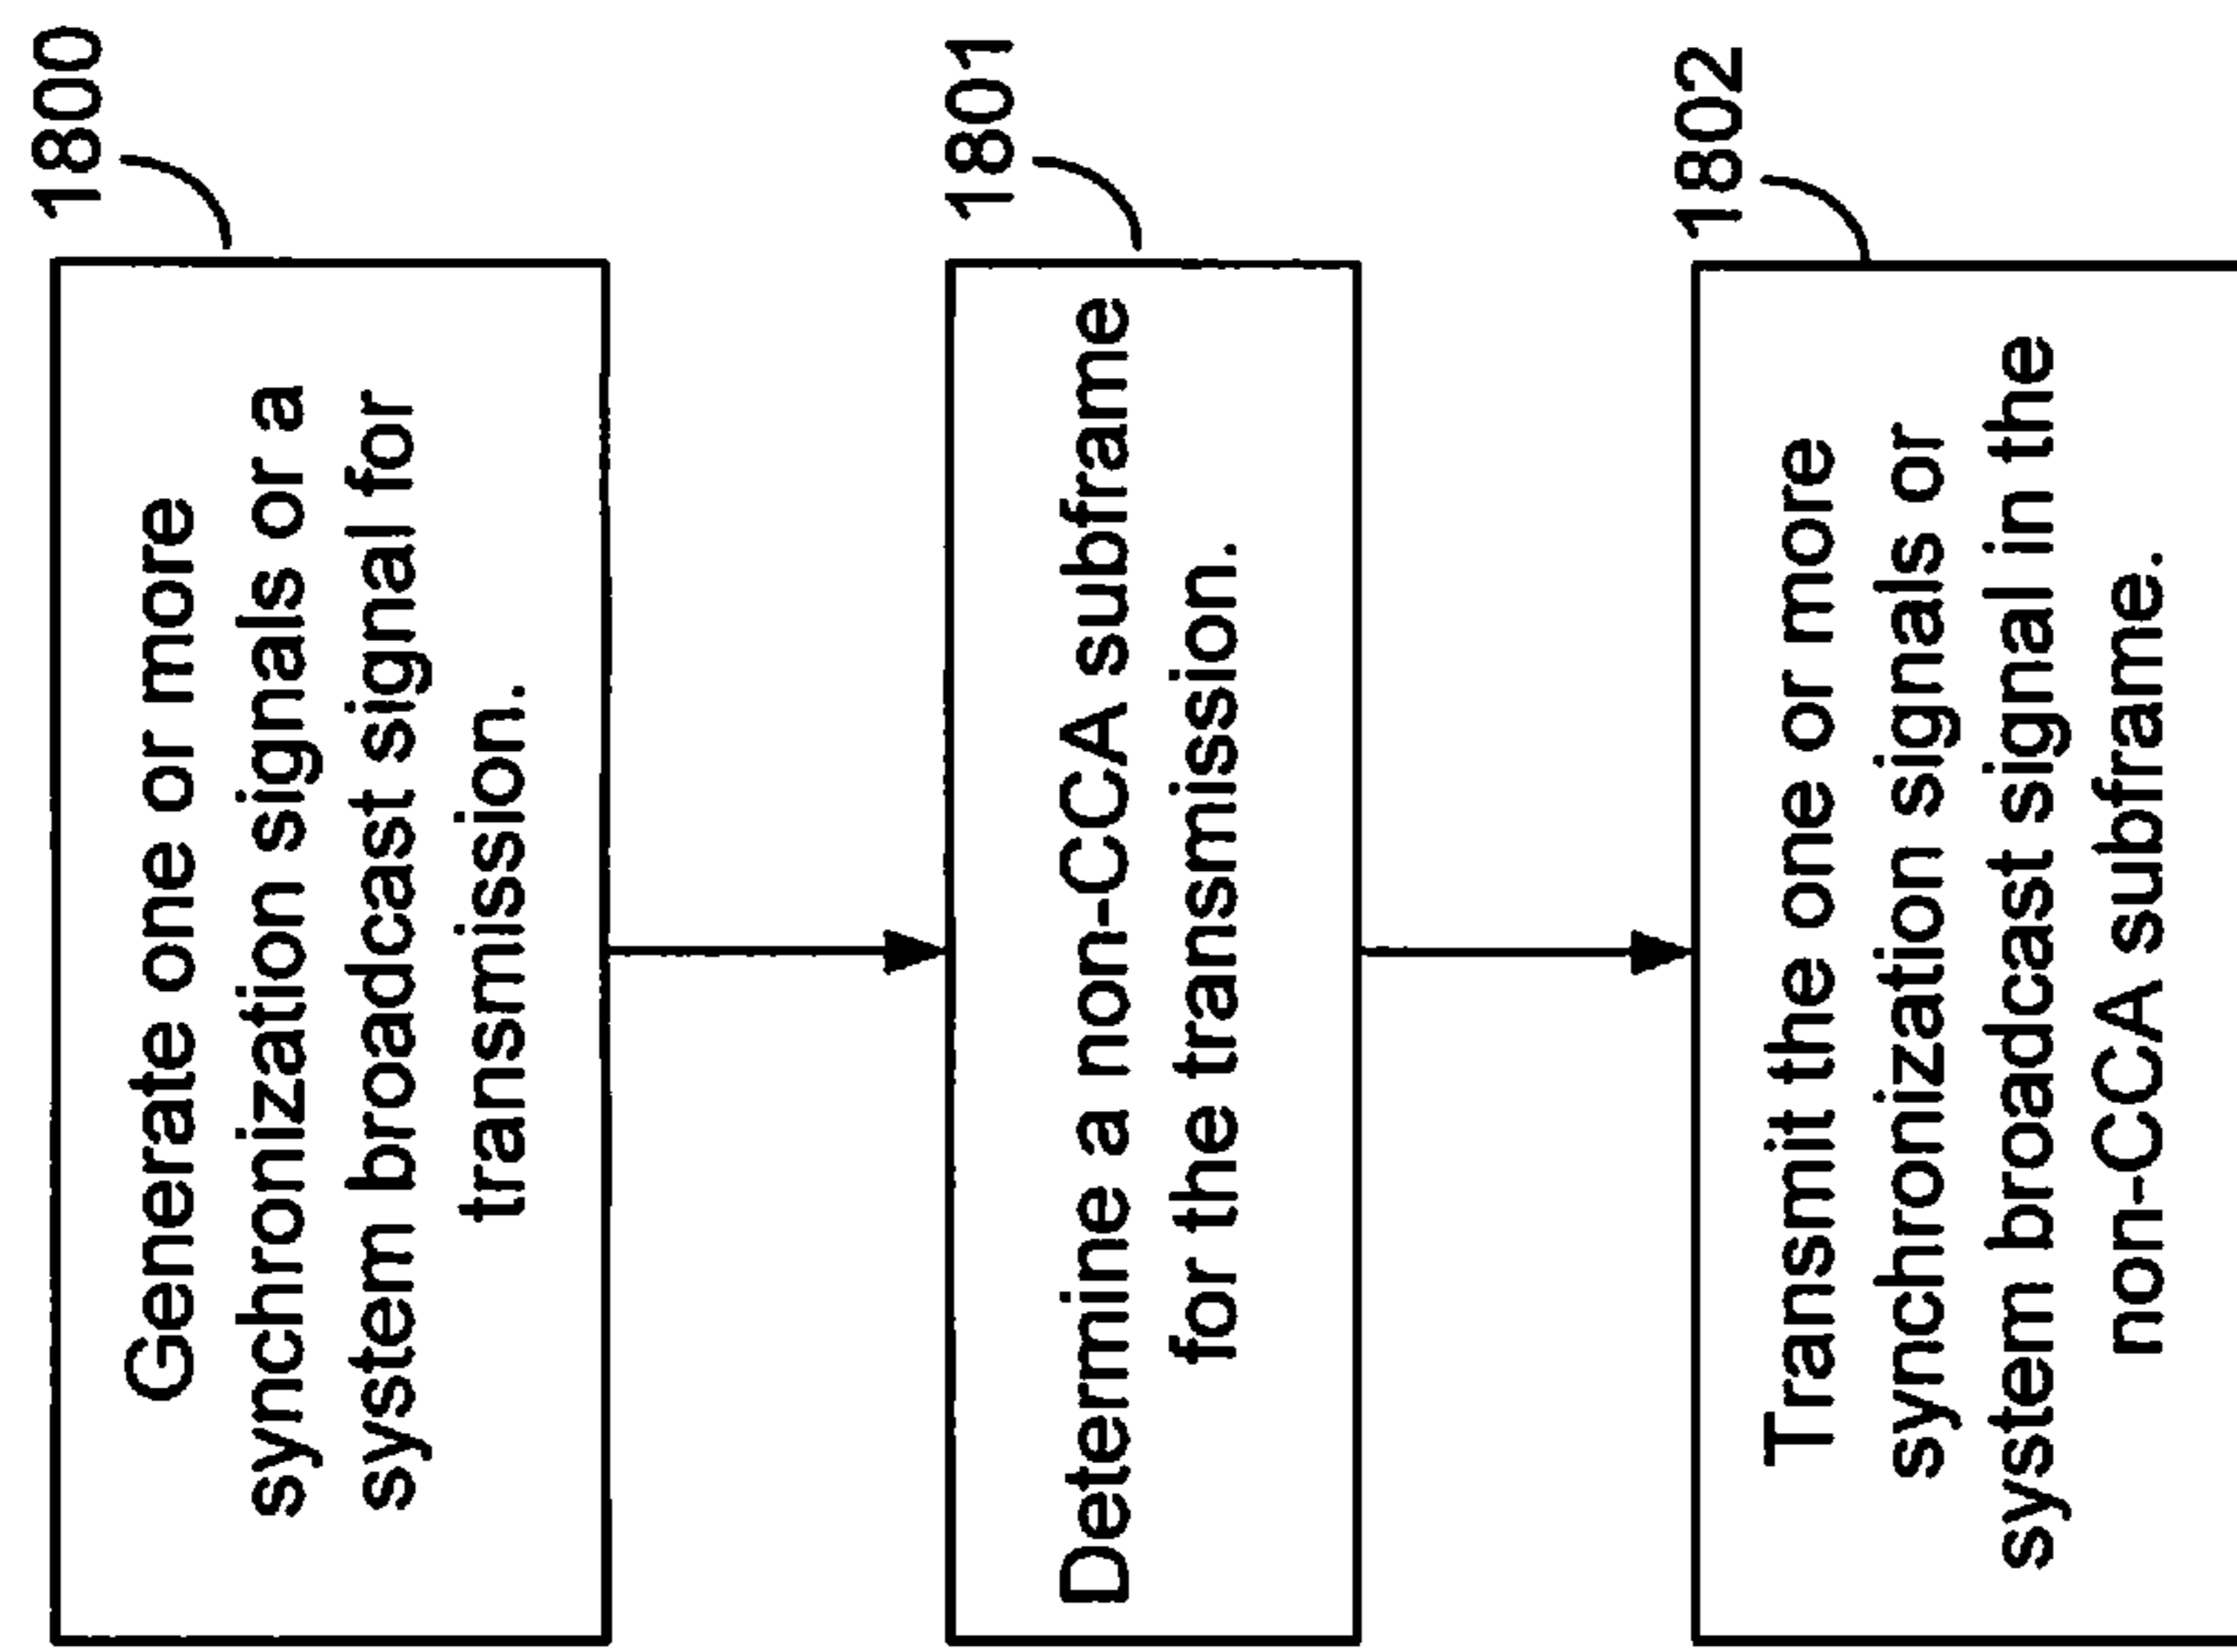 1800
Generate one or more
synchronization signals or a
system broadcast signal for
transmission.
1801
Determine a non-CCA subframe
for the transmission.
1802
Transmit the one or more
synchronization signals or
system broadcast signal in the
non-CCA subframe.